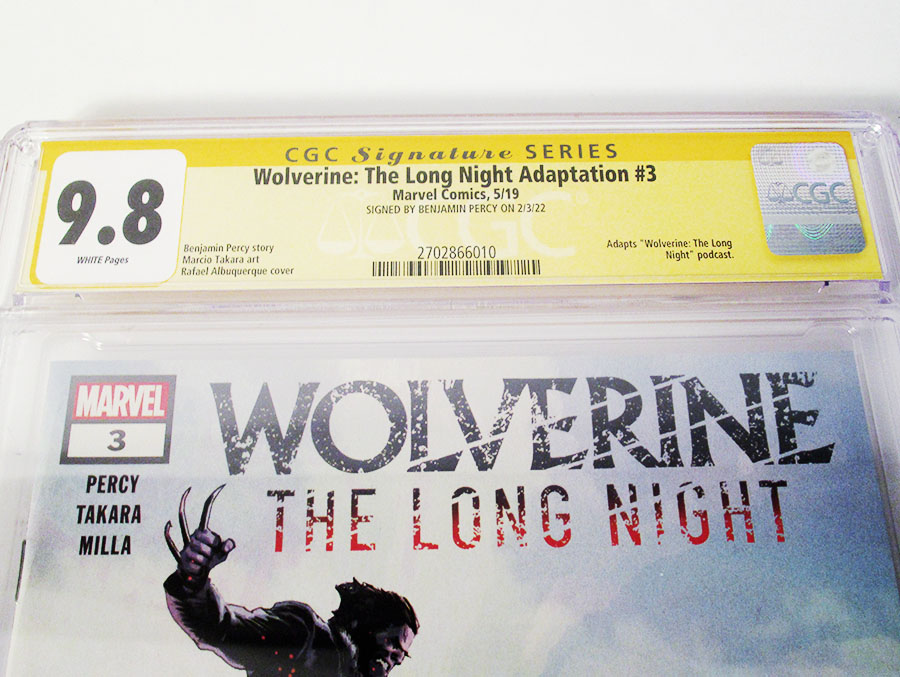 CGC Signature SERIES
Wolverine: The Long Night Adaptation #3
Marvel Comics, 5/19
SIGNED BY BENJAMIN PERCY ON 2/3/22
9.8
WHITE Pages
Benjamin Percy story
Marcio Takara art
Rafael Albuquerque cover
2702866010
Adapts "Wolverine: The Long
Night" podcast.
CGC
CGC
MARVEL
3
PERCY
TAKARA
MILLA
WOLVERINE
THE LONG NIGHT